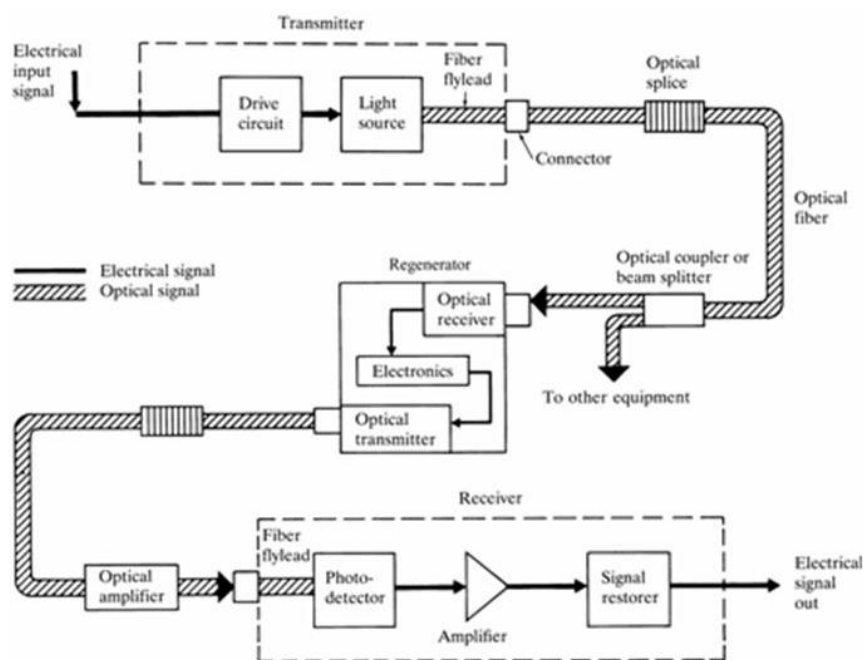 Transmitter
Electrical
input
signal
Drive
circuit
Light
source
Fiber
flylead
Connector
Optical
splice
Optical
fiber
Electrical signal
Optical signal
Regenerator
Optical
receiver
Electronics
Optical
transmitter
Optical coupler or
beam splitter
To other equipment
Receiver
Optical
amplifier
Fiber
flylead
Photo-
detector
Amplifier
Signal
restorer
Electrical
signal
out